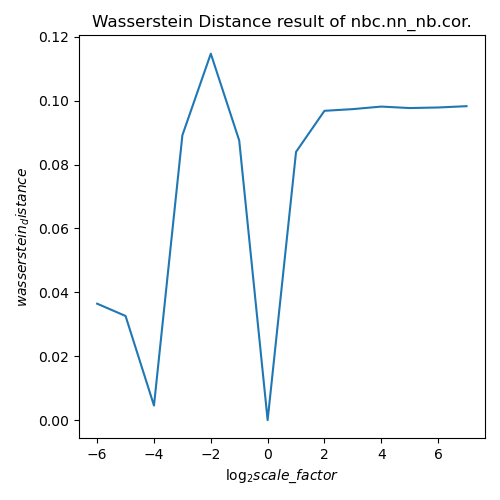 Wasserstein Distance result of nbc.nn_nb.cor.
0.12
0.10
0.08
0.06
0.04
0.02
0.00
wasserstein_distance
−6 −4 −2 0 2 4 6
log₂scale_factor